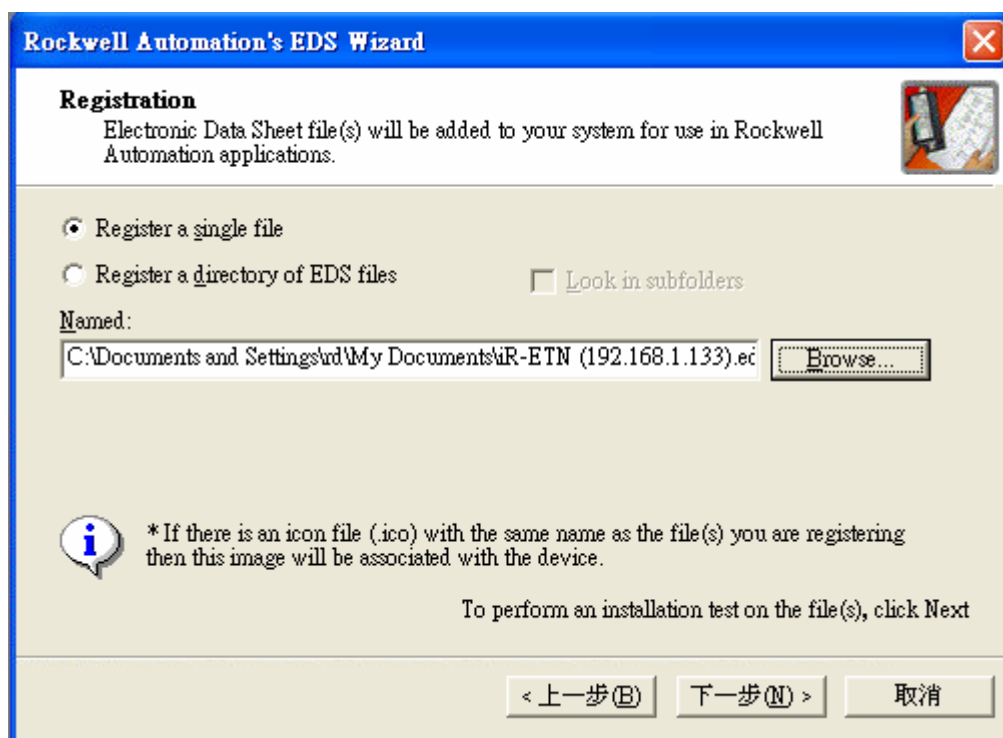 Rockwell Automation's EDS Wizard
Registration
Electronic Data Sheet file(s) will be added to your system for use in Rockwell
Automation applications.
Register a single file
Register a directory of EDS files
Look in subfolders
Named:
C:\Documents and Settings\rd\My Documents\iR-ETN (192.168.1.133).ed
Browse...
* If there is an icon file (.ico) with the same name as the file(s) you are registering
then this image will be associated with the device.
To perform an installation test on the file(s), click Next
< 上一步(B)
下一步(N) >
取消